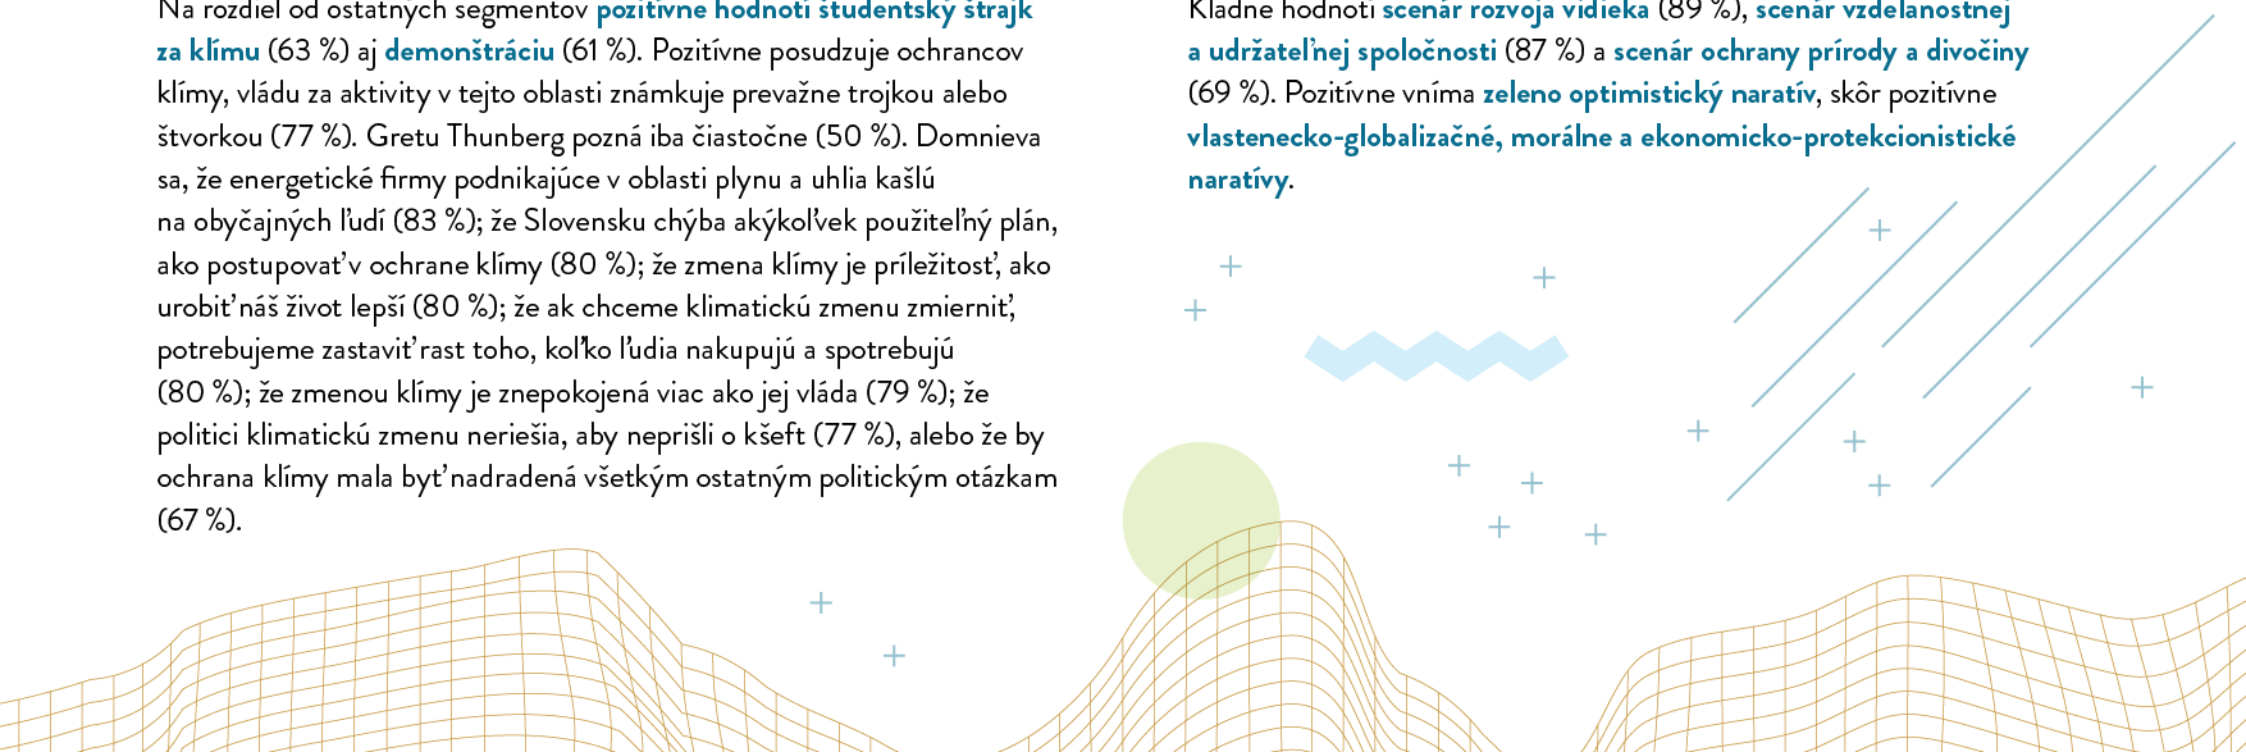 Na rozdiel od ostatných segmentov pozitívne hodnotí študentský štrajk
za klímu (63 %) aj demonštráciu (61 %). Pozitívne posudzuje ochrancov
klímy, vládu za aktivity v tejto oblasti známkuje prevažne trojkou alebo
štvorkou (77 %). Gretu Thunberg pozná iba čiastočne (50 %). Domnieva
sa, že energetické firmy podnikajúce v oblasti plynu a uhlia kašlú
na obyčajných ľudí (83 %); že Slovensku chýba akýkoľvek použiteľný plán,
ako postupovať v ochrane klímy (80 %); že zmena klímy je príležitosť, ako
urobiť náš život lepší (80 %); že ak chceme klimatickú zmenu zmierniť,
potrebujeme zastaviť rast toho, koľko ľudia nakupujú a spotrebujú
(80 %); že zmenou klímy je znepokojená viac ako jej vláda (79 %); že
politici klimatickú zmenu neriešia, aby neprišli o kšeft (77 %), alebo že by
ochrana klímy mala byť nadradená všetkým ostatným politickým otázkam
(67 %).
Kladne hodnotí scenár rozvoja vidieka (89 %), scenár vzdelanostnej
a udržateľnej spoločnosti (87 %) a scenár ochrany prírody a divočiny
(69 %). Pozitívne vníma zeleno optimistický naratív, skôr pozitívne
vlastenecko-globalizačné, morálne a ekonomicko-protekcionistické
naratívy.